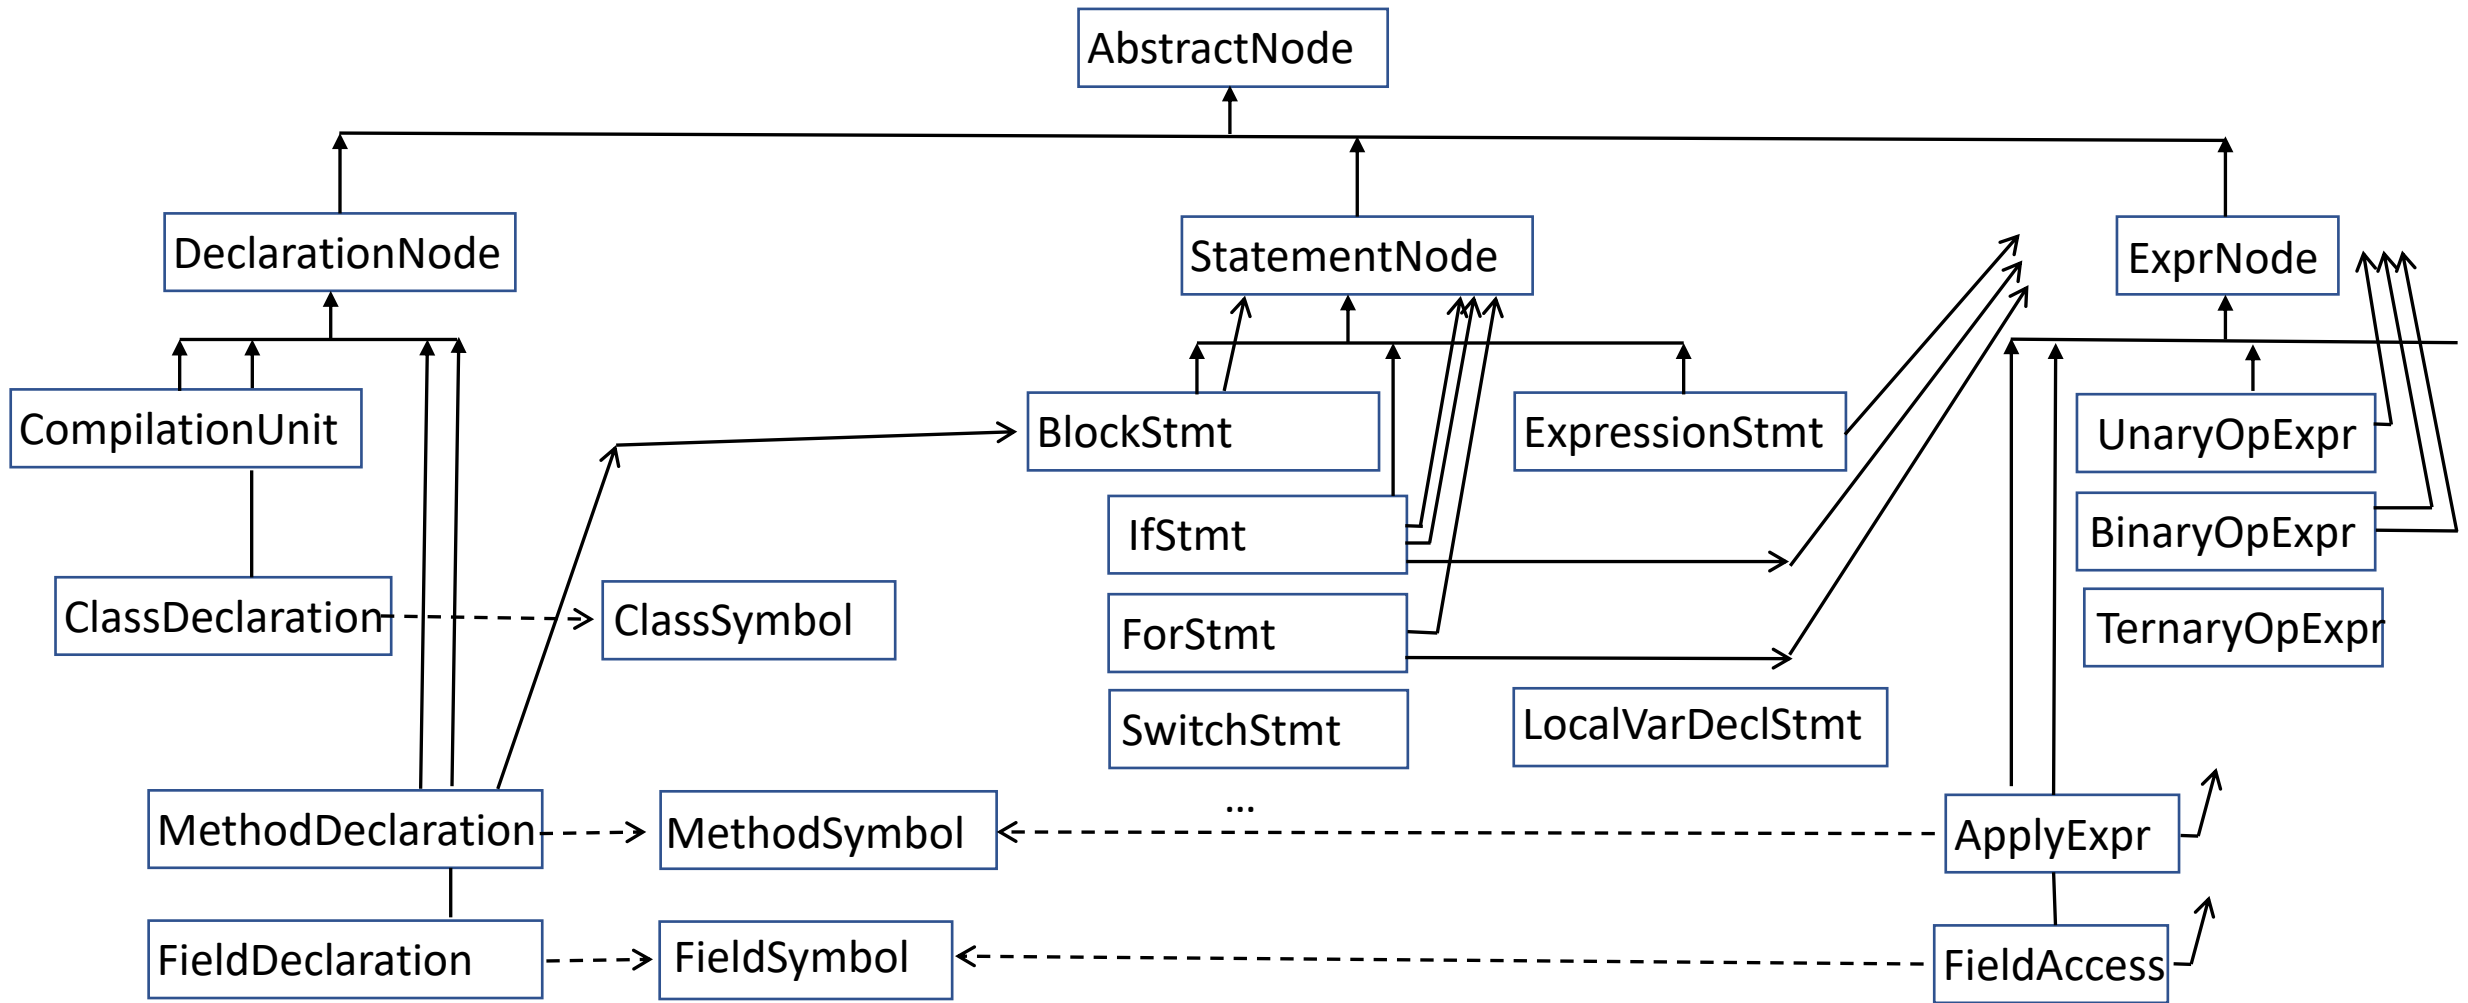 AbstractNode
DeclarationNode
StatementNode
ExprNode
CompilationUnit
BlockStmt
ExpressionStmt
UnaryOpExpr
IfStmt
BinaryOpExpr
ClassDeclaration
ClassSymbol
ForStmt
TernaryOpExpr
SwitchStmt
LocalVarDeclStmt
...
MethodDeclaration
MethodSymbol
ApplyExpr
FieldDeclaration
FieldSymbol
FieldAccess